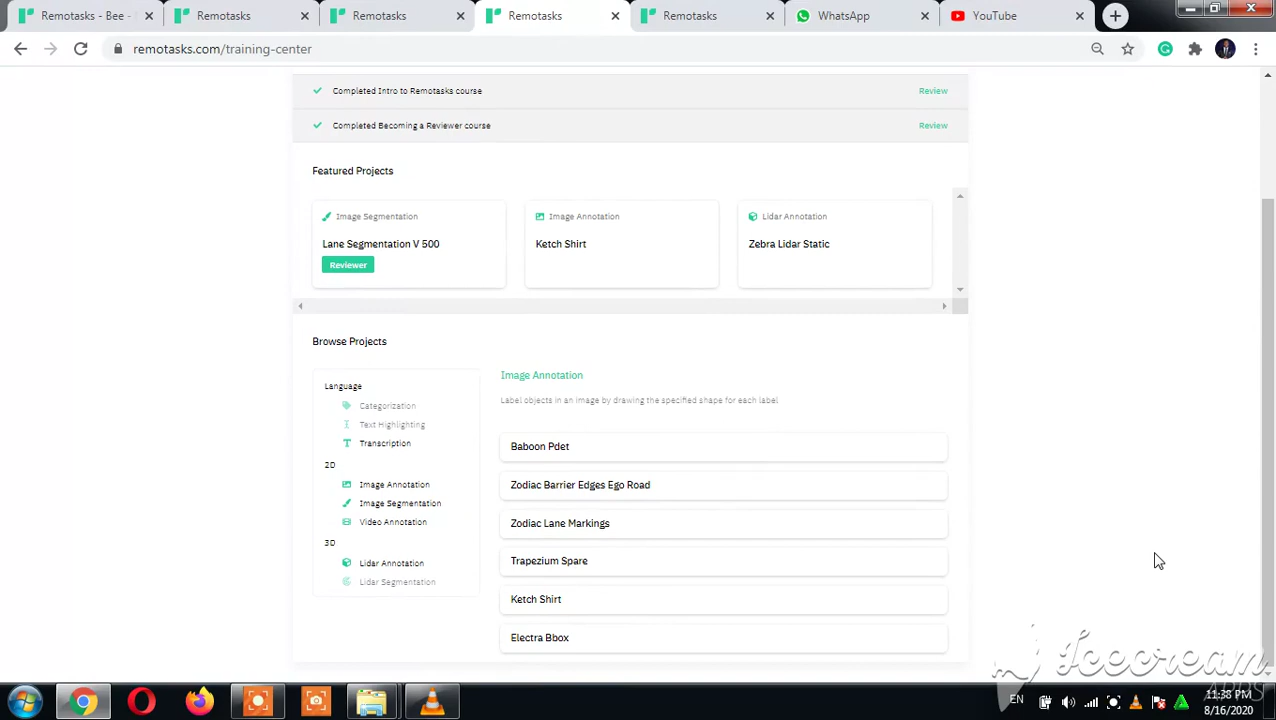 Remotasks - Bee -
Remotasks
Remotasks
Remotasks
Remotasks
WhatsApp
YouTube
remotasks.com/training-center
Completed Intro to Remotasks course
Review
Completed Becoming a Reviewer course
Review
Featured Projects
Image Segmentation
Lane Segmentation V 500
Reviewer
Image Annotation
Ketch Shirt
Lidar Annotation
Zebra Lidar Static
Browse Projects
Language
Categorization
Text Highlighting
Transcription
2D
Image Annotation
Image Segmentation
Video Annotation
3D
Lidar Annotation
Lidar Segmentation
Image Annotation
Label objects in an image by drawing the specified shape for each label
Baboon Pdet
Zodiac Barrier Edges Ego Road
Zodiac Lane Markings
Trapezium Spare
Ketch Shirt
Electra Bbox
Icecream
APPS
EN
11:38 PM
8/16/2020